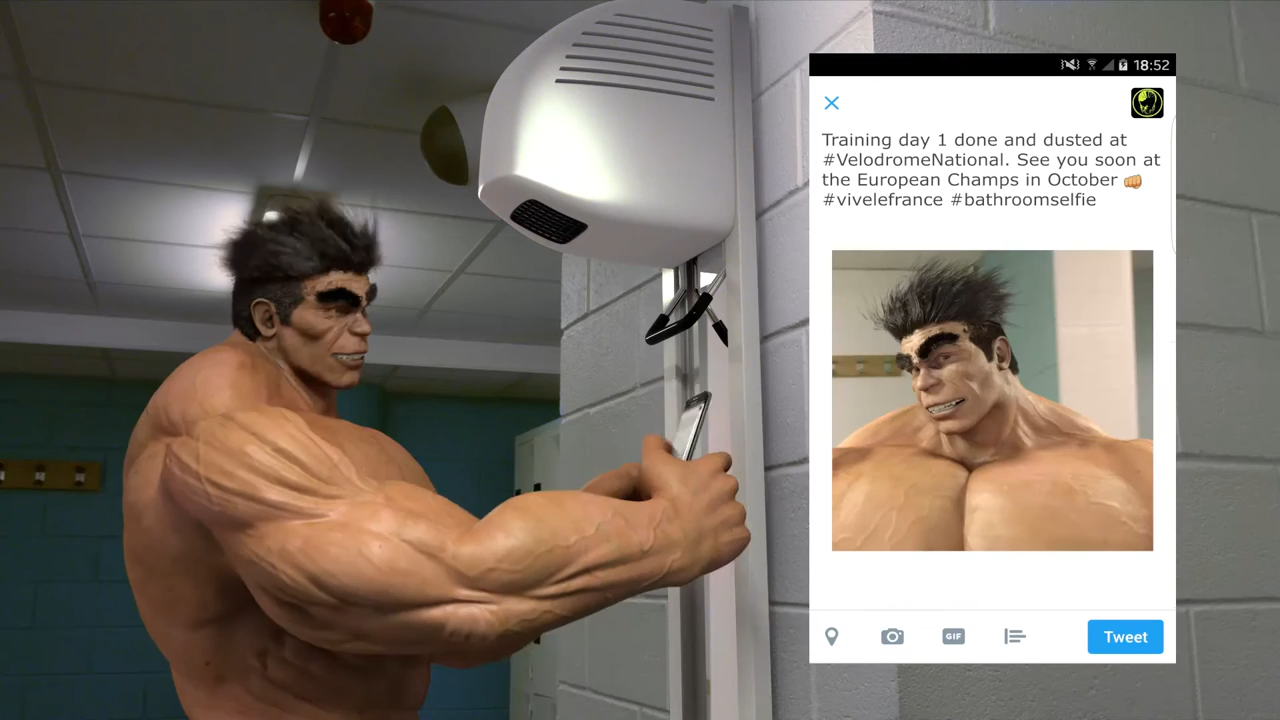 18:52
Training day 1 done and dusted at
#VelodromeNational. See you soon at
the European Champs in October 👊
#vivelefrance #bathroomselfie
GIF
Tweet